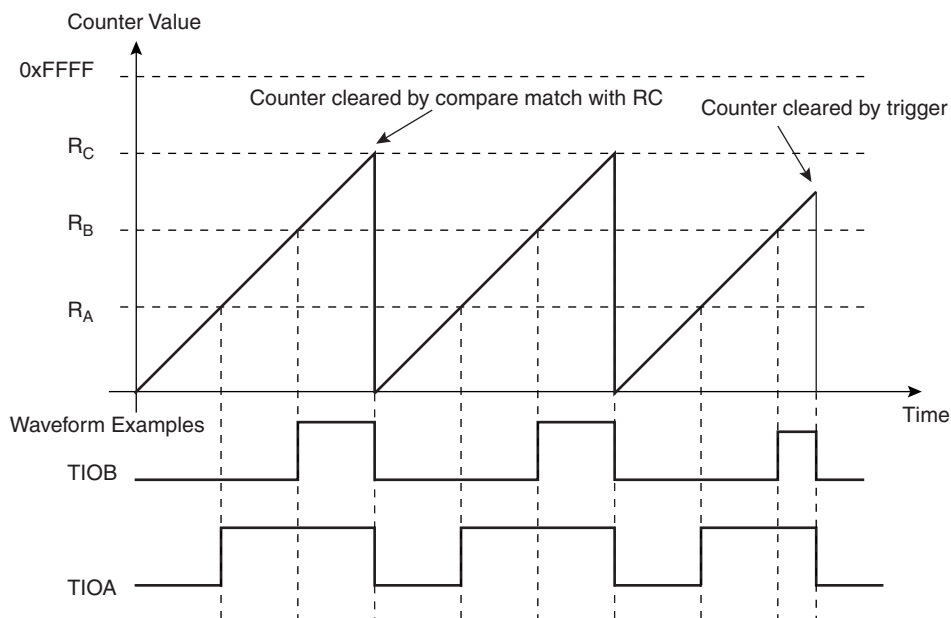 Counter Value
0xFFFF
Counter cleared by compare match with RC
Counter cleared by trigger
RC
RB
RA
Time
Waveform Examples
TIOB
TIOA